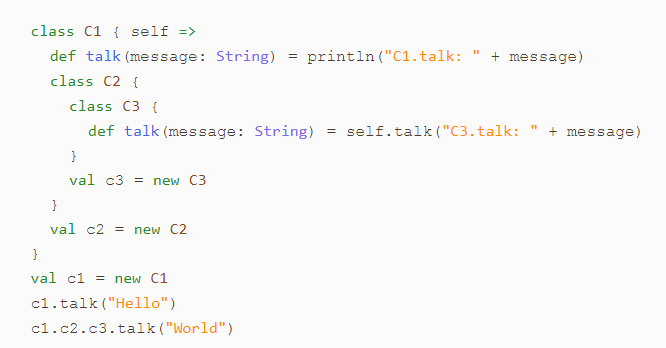 class C1 { self =>
  def talk(message: String) = println("C1.talk: " + message)
  class C2 {
    class C3 {
      def talk(message: String) = self.talk("C3.talk: " + message)
    }
    val c3 = new C3
  }
  val c2 = new C2
}
val c1 = new C1
c1.talk("Hello")
c1.c2.c3.talk("World")